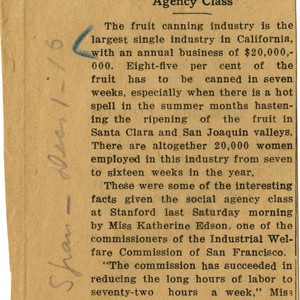 Agency Class
The fruit canning industry is the
largest single industry in California,
with an annual business of $20,000,-
000. Eight-five per cent of the
fruit has to be canned in seven
weeks, especially when there is a hot
spell in the summer months hasten-
ing the ripening of the fruit in
Santa Clara and San Joaquin valleys.
There are altogether 20,000 women
employed in this industry from seven
to sixteen weeks in the year.
These were some of the interesting
facts given the social agency class
at Stanford last Saturday morning
by Miss Katherine Edson, one of the
commissioners of the Industrial Wel-
fare Commission of San Francisco.
"The commission has succeeded in
reducing the long hours of labor to
seventy-two hours a week," Miss
Dec 1-16